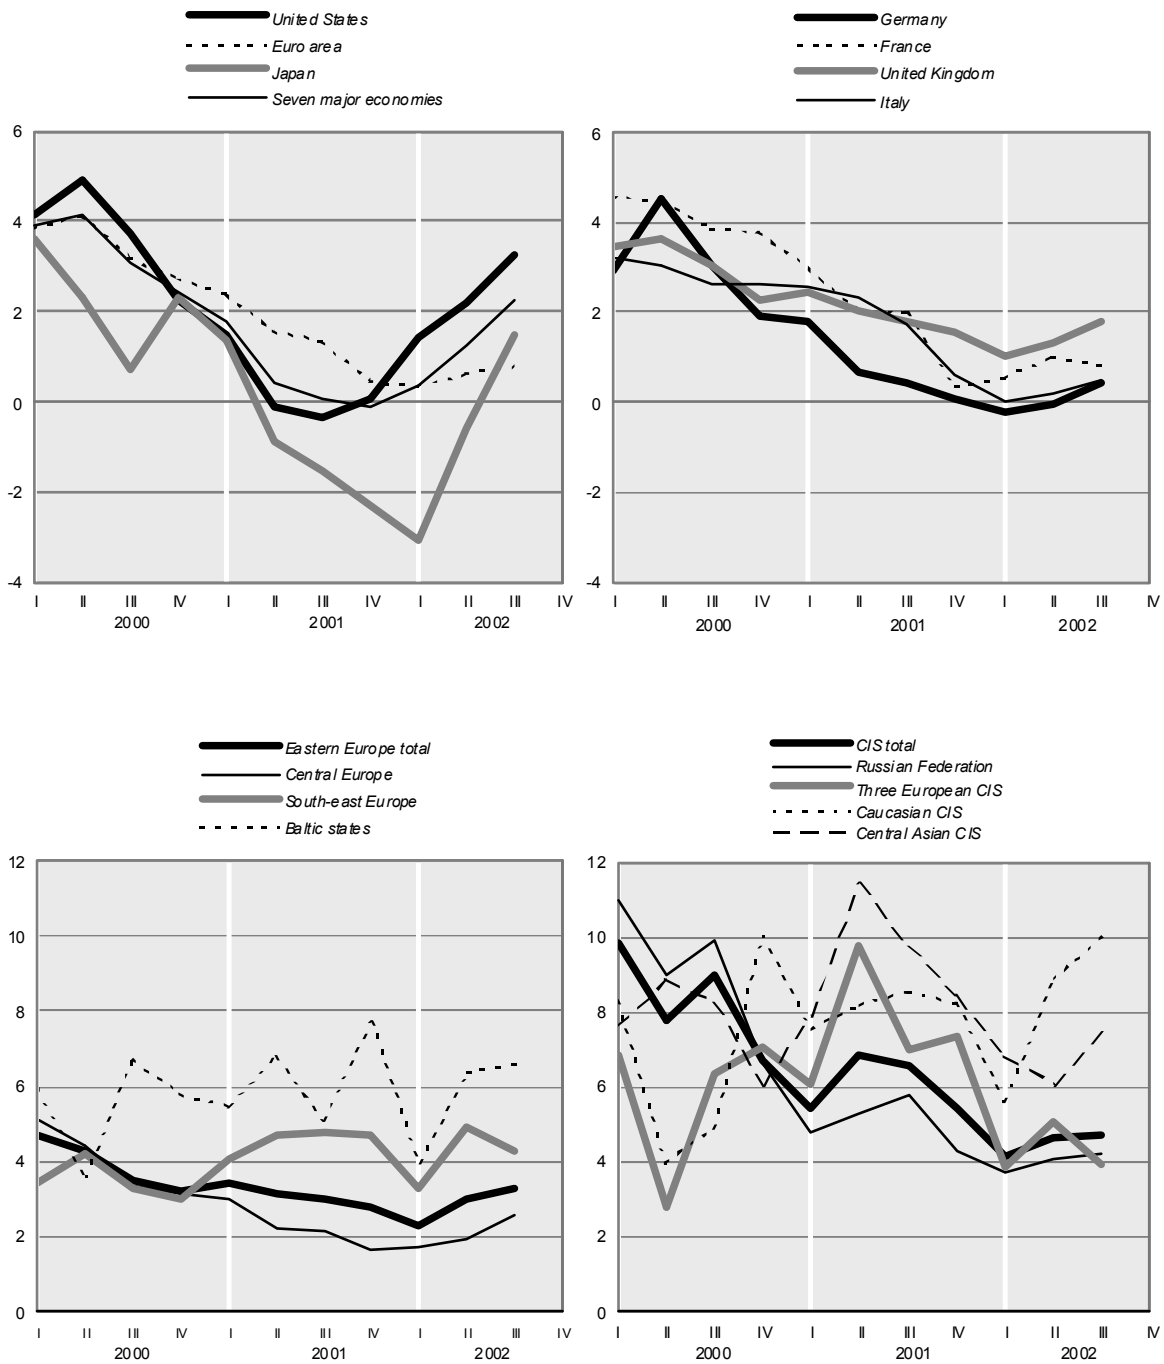 United States
Euro area
Japan
Seven major economies
6
4
2
0
-2
-4
I II III IV I II III IV I II III IV
2000 2001 2002
Germany
France
United Kingdom
Italy
6
4
2
0
-2
-4
I II III IV I II III IV I II III IV
2000 2001 2002
Eastern Europe total
Central Europe
South-east Europe
Baltic states
12
10
8
6
4
2
0
I II III IV I II III IV I II III IV
2000 2001 2002
CIS total
Russian Federation
Three European CIS
Caucasian CIS
Central Asian CIS
12
10
8
6
4
2
0
I II III IV I II III IV I II III IV
2000 2001 2002